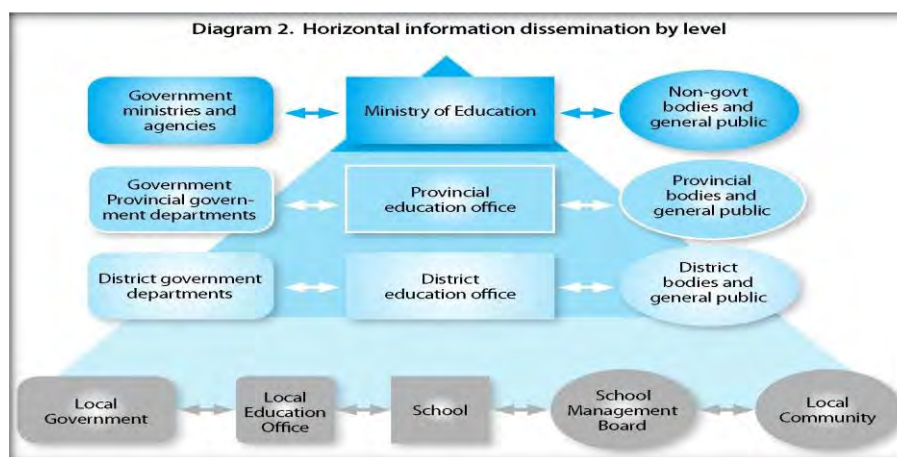 Diagram 2. Horizontal information dissemination by level
Government
ministries and
agencies
Ministry of Education
Non-govt
bodies and
general public
Government
Provincial govern-
ment departments
Provincial
education office
Provincial
bodies and
general public
District government
departments
District
education office
District
bodies and
general public
Local
Government
Local
Education
Office
School
School
Management
Board
Local
Community